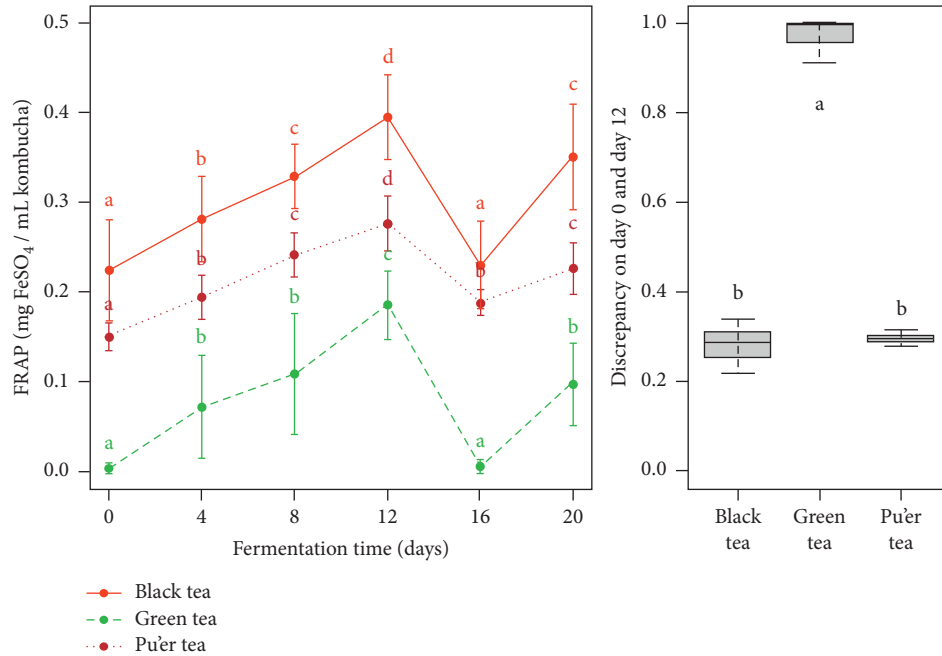 FRAP (mg FeSO₄ / mL kombucha)
0.5
0.4
0.3
0.2
0.1
0.0
a
b
c
d
a
c
a
b
c
d
b
c
a
b
b
c
a
b
0
4
8
12
16
20
Fermentation time (days)
Black tea
Green tea
Pu'er tea
Discrepancy on day 0 and day 12
1.0
0.8
0.6
0.4
0.2
0.0
b
a
b
Black
tea
Green
tea
Pu'er
tea